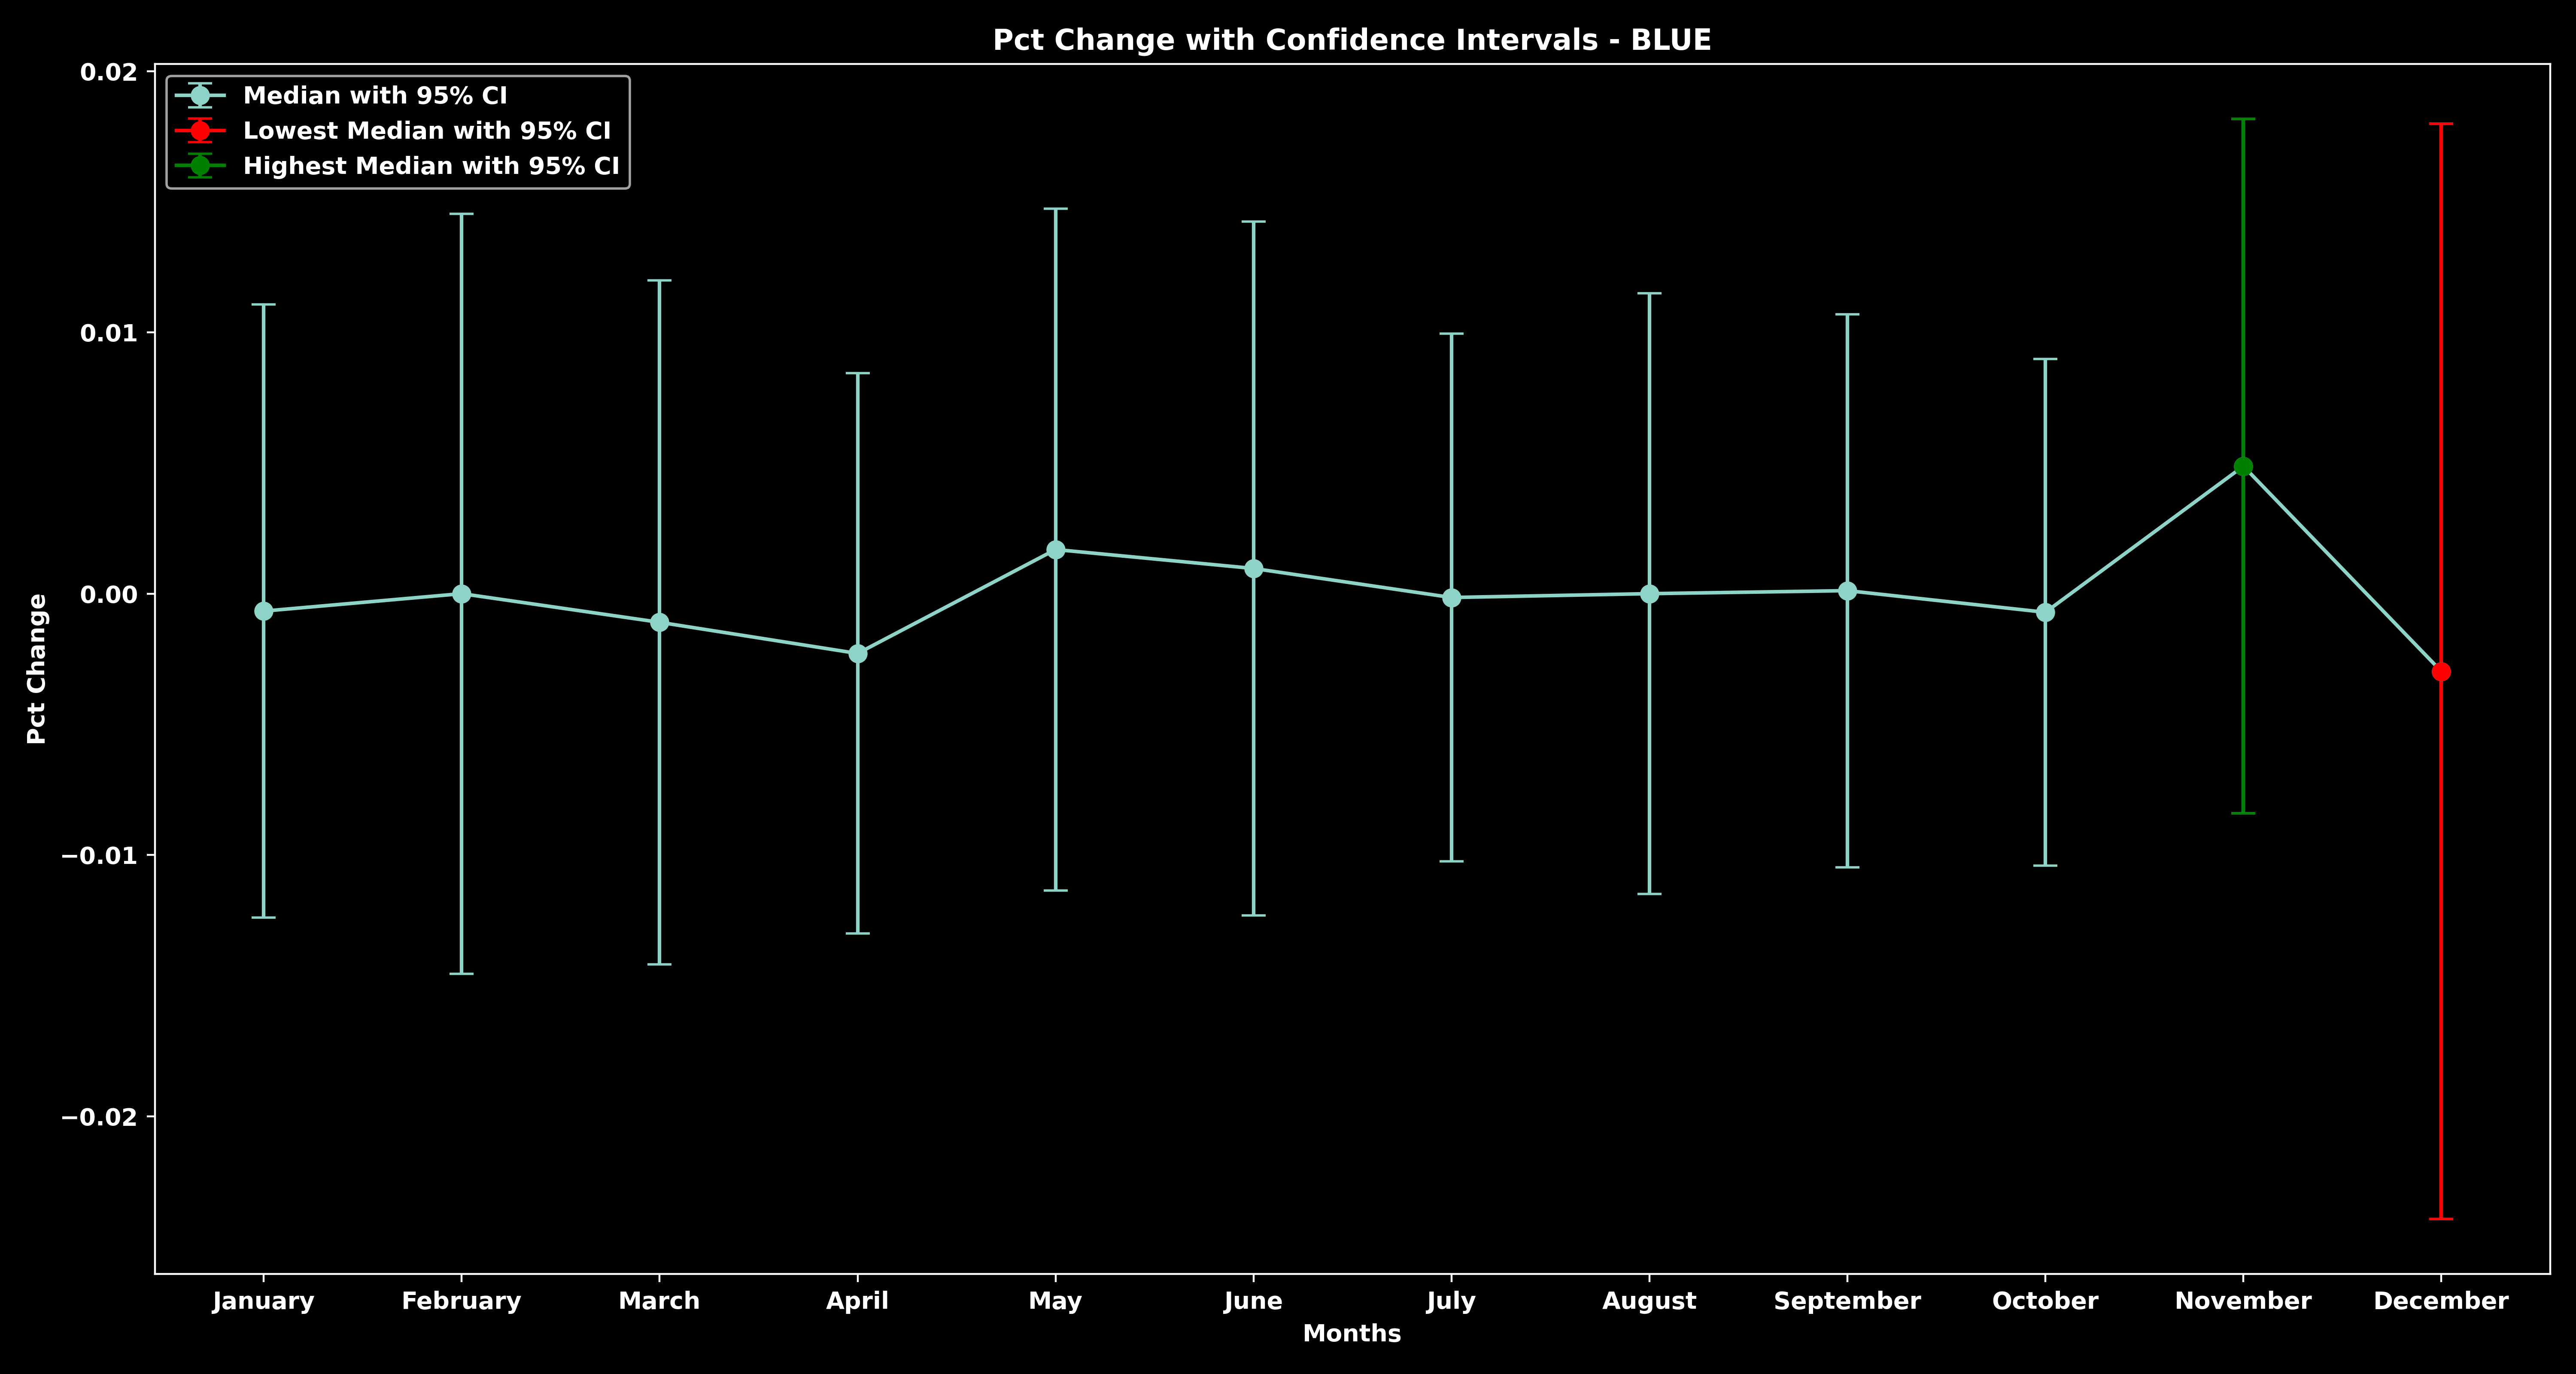 Pct Change with Confidence Intervals - BLUE
Median with 95% CI
Lowest Median with 95% CI
Highest Median with 95% CI
0.02
0.01
0.00
−0.01
−0.02
Pct Change
January February March April May June July August September October November December
Months